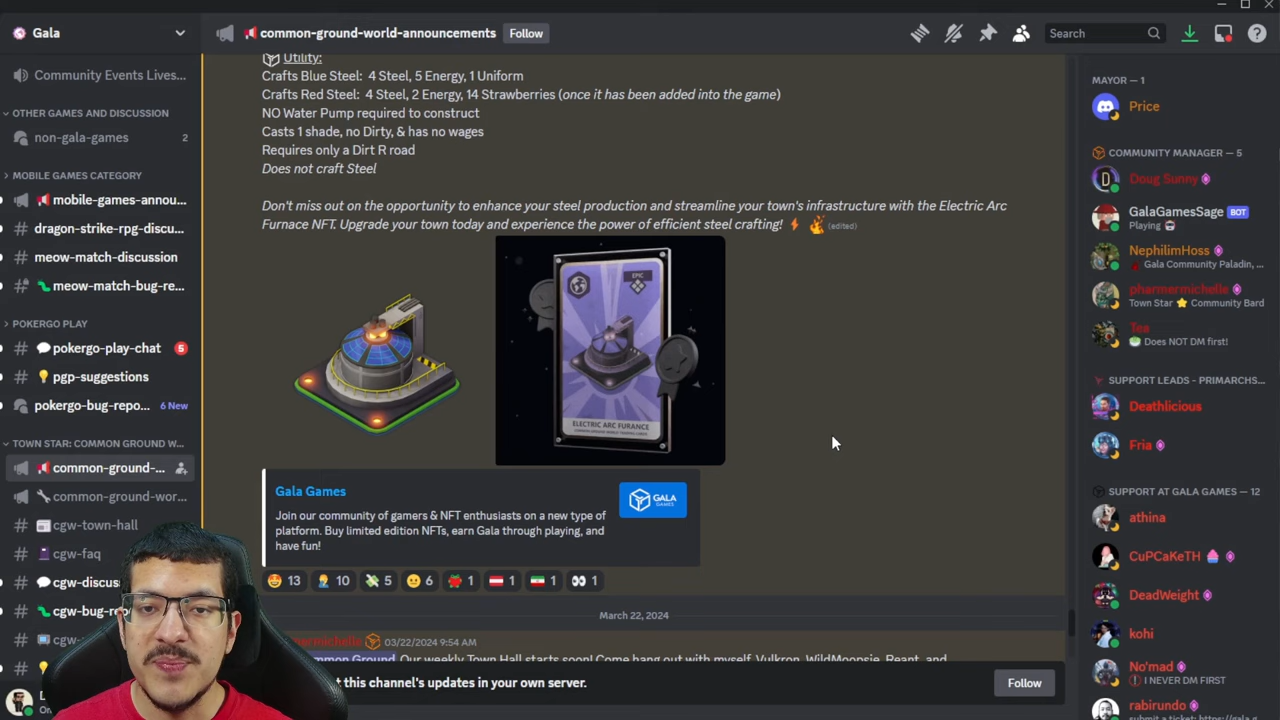 Gala
common-ground-world-announcements
Follow
Search
Community Events Lives...
OTHER GAMES AND DISCUSSION
non-gala-games
2
MOBILE GAMES CATEGORY
mobile-games-annou...
dragon-strike-rpg-discu...
meow-match-discussion
meow-match-bug-re...
POKERGO PLAY
pokergo-play-chat
5
pgp-suggestions
pokergo-bug-repo...
6 New
TOWN STAR: COMMON GROUND W...
common-ground-...
common-ground-wor...
cgw-town-hall
cgw-faq
cgw-discus
cgw-bug-re
cgw-
Utility:
Crafts Blue Steel: 4 Steel, 5 Energy, 1 Uniform
Crafts Red Steel: 4 Steel, 2 Energy, 14 Strawberries (once it has been added into the game)
NO Water Pump required to construct
Casts 1 shade, no Dirty, & has no wages
Requires only a Dirt R road
Does not craft Steel
Don't miss out on the opportunity to enhance your steel production and streamline your town's infrastructure with the Electric Arc
Furnace NFT. Upgrade your town today and experience the power of efficient steel crafting! (edited)
EPIC
ELECTRIC ARC FURANCE
Gala Games
GALA
GAMES
Join our community of gamers & NFT enthusiasts on a new type of
platform. Buy limited edition NFTs, earn Gala through playing, and
have fun!
13
10
5
6
1
1
1
1
March 22, 2024
michelle 03/22/2024 9:54 AM
ommon Ground Our weekly Town Hall starts soon! Come hang out with myself, Vulkron, WildMoonsie, Reant, and
t this channel's updates in your own server.
Follow
MAYOR — 1
Price
COMMUNITY MANAGER — 5
Doug Sunny
GalaGamesSage BOT
Playing
NephilimHoss
Gala Community Paladin, ...
pharmermichelle
Town Star Community Bard
Tea
Does NOT DM first!
SUPPORT LEADS - PRIMARCHS...
Deathlicious
Fria
SUPPORT AT GALA GAMES — 12
athina
CuPCaKeTH
DeadWeight
kohi
No'mad
I NEVER DM FIRST
rabirundo
submit a ticket: https://gala.g